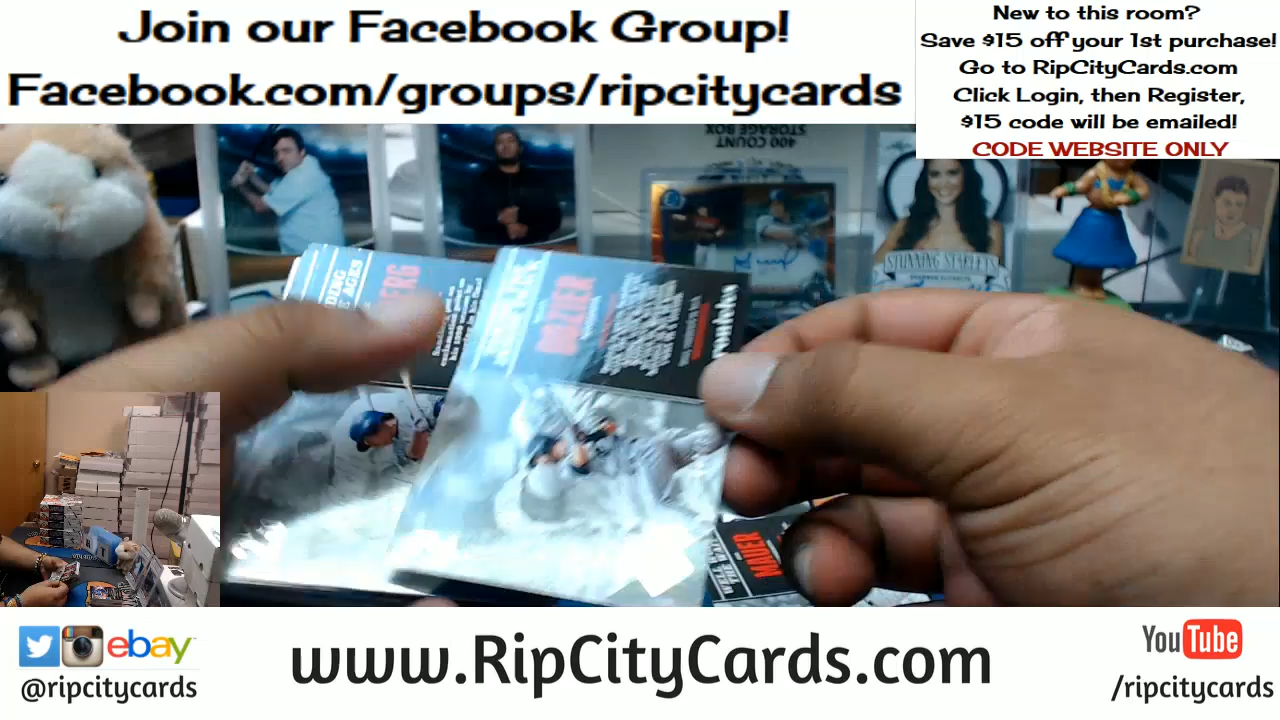 Join our Facebook Group!
Facebook.com/groups/ripcitycards
New to this room?
Save $15 off your 1st purchase!
Go to RipCityCards.com
Click Login, then Register,
$15 code will be emailed!
CODE WEBSITE ONLY
400 COUNT
STORAGE BOX
STUNNING STARLETS
DOZIER
MAUER
ebay
@ripcitycards
www.RipCityCards.com
YouTube
/ripcitycards